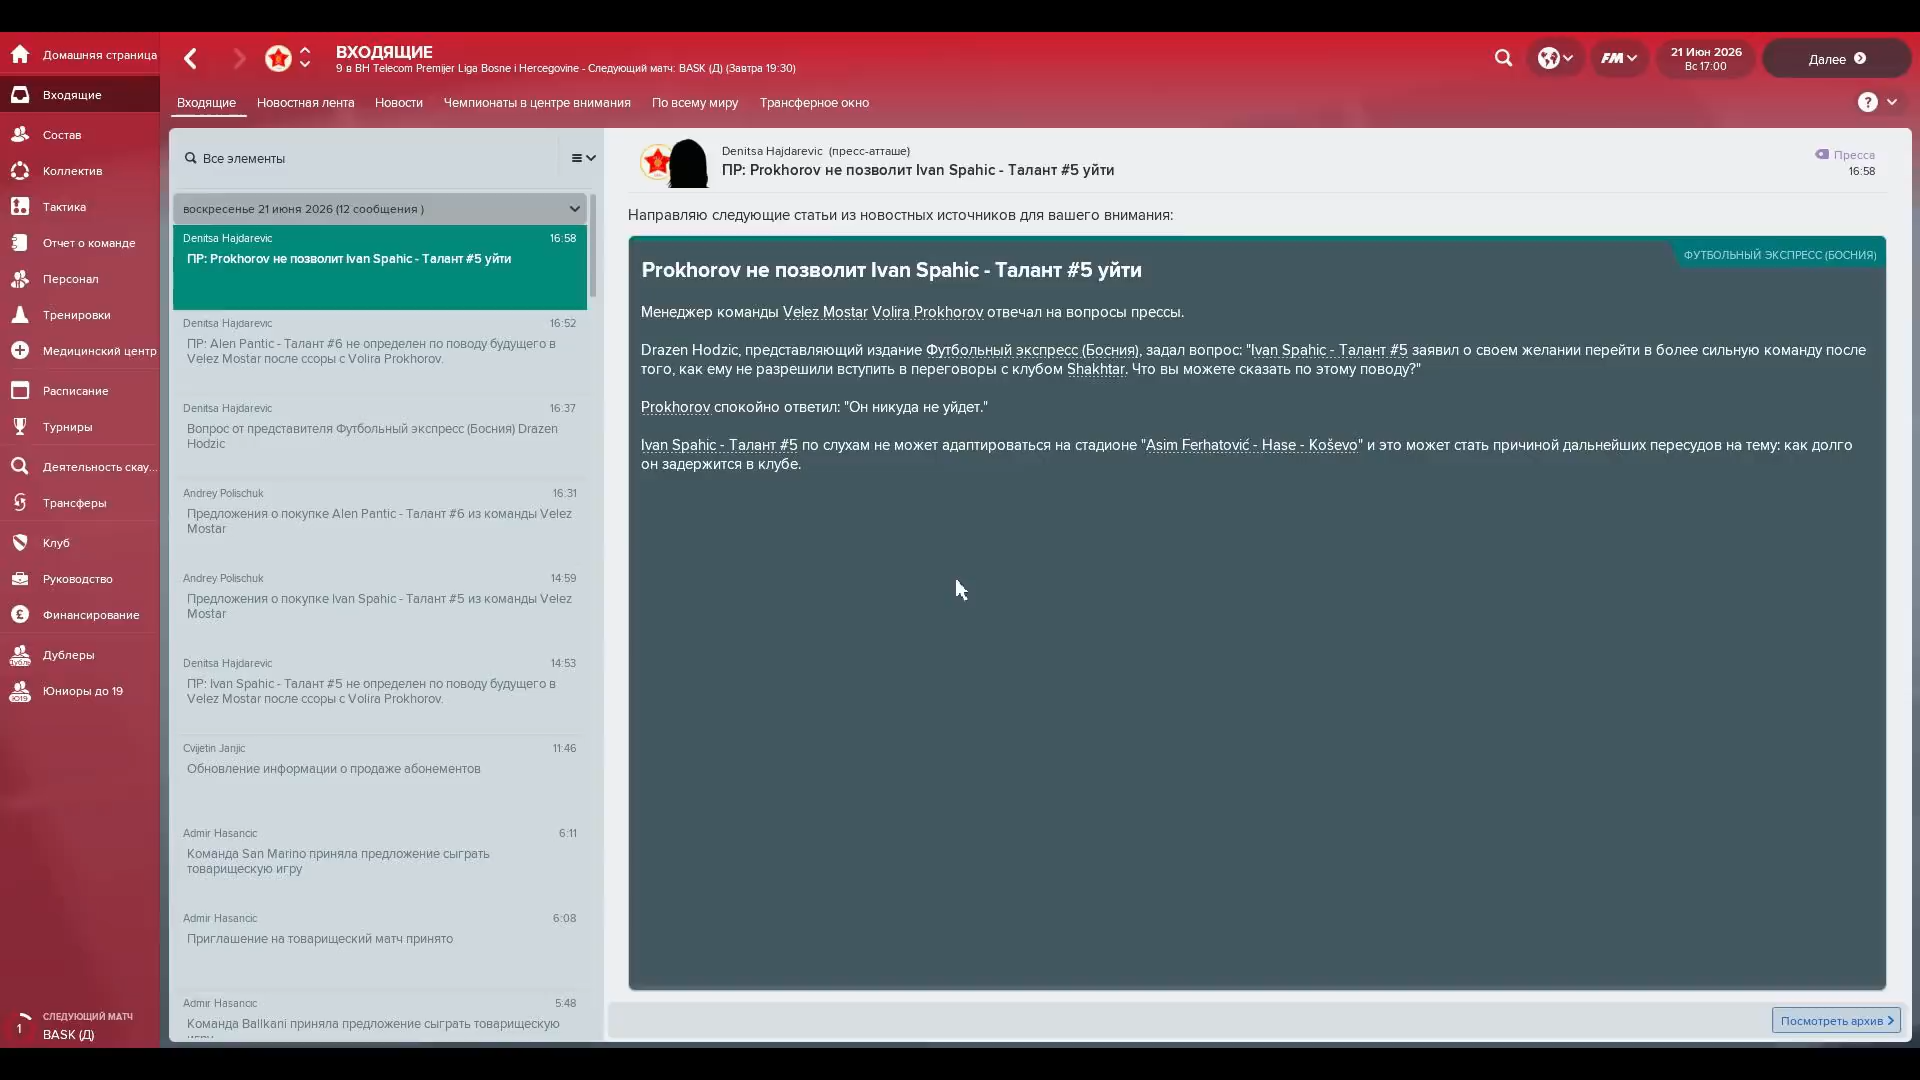 Домашняя страница
Входящие
Состав
Коллектив
Тактика
Отчет о команде
Персонал
Тренировки
Медицинский центр
Расписание
Турниры
Деятельность скау...
Трансферы
Клуб
Руководство
Финансирование
Дублеры
Юниоры до 19
1
СЛЕДУЮЩИЙ МАТЧ
BASK (Д)
ВХОДЯЩИЕ
9 в BH Telecom Premijer Liga Bosne i Hercegovine - Следующий матч: BASK (Д) (Завтра 19:30)
FM
21 Июн 2026
Вс 17:00
Далее
Входящие
Новостная лента
Новости
Чемпионаты в центре внимания
По всему миру
Трансферное окно
?
Все элементы
воскресенье 21 июня 2026 (12 сообщения )
Denitsa Hajdarevic 16:58
ПР: Prokhorov не позволит Ivan Spahic - Талант #5 уйти
Denitsa Hajdarevic 16:52
ПР: Alen Pantic - Талант #6 не определен по поводу будущего в
Velez Mostar после ссоры с Volira Prokhorov.
Denitsa Hajdarevic 16:37
Вопрос от представителя Футбольный экспресс (Босния) Drazen
Hodzic
Andrey Polischuk 16:31
Предложения о покупке Alen Pantic - Талант #6 из команды Velez
Mostar
Andrey Polischuk 14:59
Предложения о покупке Ivan Spahic - Талант #5 из команды Velez
Mostar
Denitsa Hajdarevic 14:53
ПР: Ivan Spahic - Талант #5 не определен по поводу будущего в
Velez Mostar после ссоры с Volira Prokhorov.
Cvijetin Janjic 11:46
Обновление информации о продаже абонементов
Admir Hasancic 6:11
Команда San Marino приняла предложение сыграть
товарищескую игру
Admir Hasancic 6:08
Приглашение на товарищеский матч принято
Admir Hasancic 5:48
Команда Ballkani приняла предложение сыграть товарищескую
игру
Denitsa Hajdarevic (пресс-атташе)
ПР: Prokhorov не позволит Ivan Spahic - Талант #5 уйти
Пресса
16:58
Направляю следующие статьи из новостных источников для вашего внимания:
ФУТБОЛЬНЫЙ ЭКСПРЕСС (БОСНИЯ)
Prokhorov не позволит Ivan Spahic - Талант #5 уйти
Менеджер команды Velez Mostar Volira Prokhorov отвечал на вопросы прессы.
Drazen Hodzic, представляющий издание Футбольный экспресс (Босния), задал вопрос: "Ivan Spahic - Талант #5 заявил о своем желании перейти в более сильную команду после
того, как ему не разрешили вступить в переговоры с клубом Shakhtar. Что вы можете сказать по этому поводу?"
Prokhorov спокойно ответил: "Он никуда не уйдет."
Ivan Spahic - Талант #5 по слухам не может адаптироваться на стадионе "Asim Ferhatović - Hase - Koševo" и это может стать причиной дальнейших пересудов на тему: как долго
он задержится в клубе.
Посмотреть архив